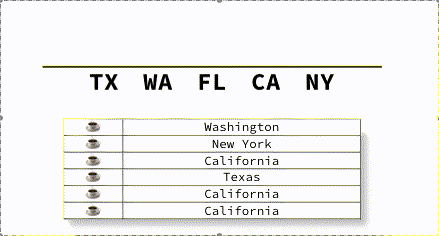 TX WA FL CA NY
Washington
New York
California
Texas
California
California